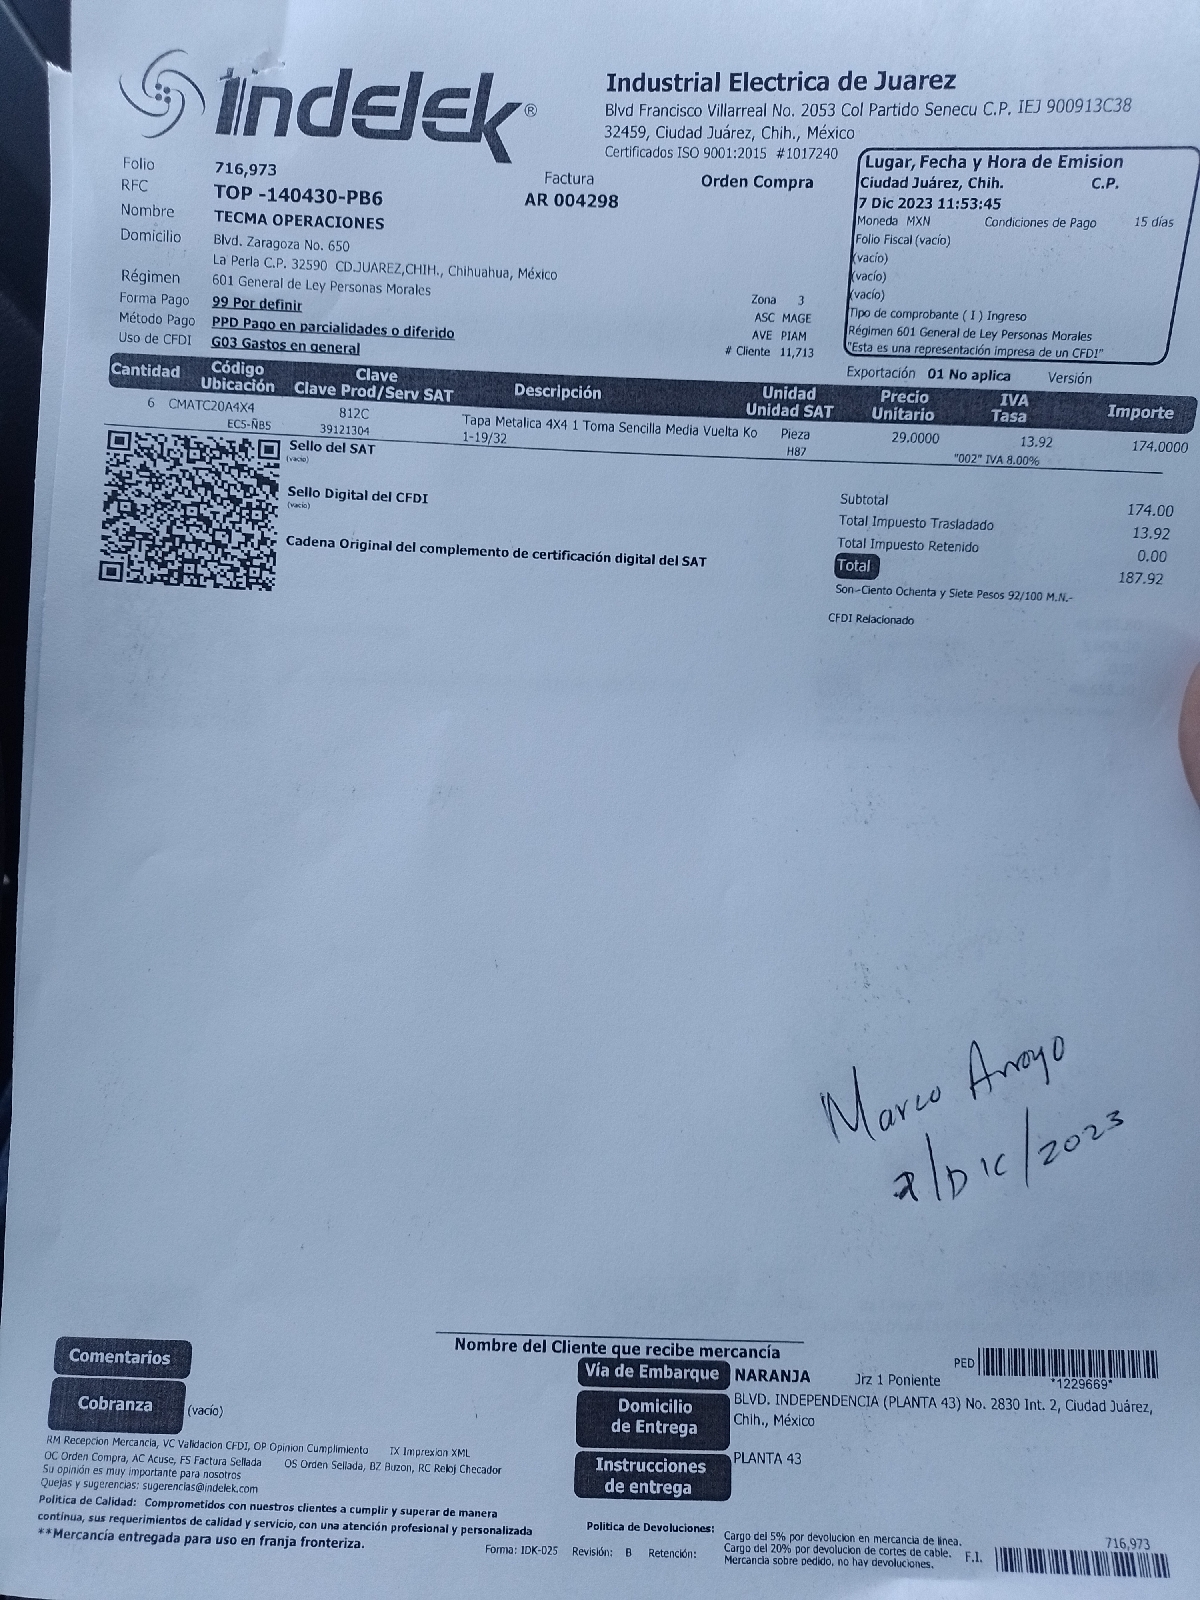 Indelek®
Industrial Electrica de Juarez
Blvd Francisco Villarreal No. 2053 Col Partido Senecu C.P. IEJ 900913C38
32459, Ciudad Juárez, Chih., México
Certificados ISO 9001:2015 #1017240
Folio 716,973
RFC TOP -140430-PB6
Nombre TECMA OPERACIONES
Domicilio Blvd. Zaragoza No. 650
La Perla C.P. 32590 CD.JUAREZ,CHIH., Chihuahua, México
Régimen 601 General de Ley Personas Morales
Forma Pago 99 Por definir
Método Pago PPD Pago en parcialidades o diferido
Uso de CFDI G03 Gastos en general
Factura
AR 004298
Orden Compra
Zona 3
ASC MAGE
AVE PIAM
# Cliente 11,713
Lugar, Fecha y Hora de Emision
Ciudad Juárez, Chih. C.P.
7 Dic 2023 11:53:45
Moneda MXN Condiciones de Pago 15 días
Folio Fiscal (vacío)
(vacío)
(vacío)
(vacío)
Tipo de comprobante ( I ) Ingreso
Régimen 601 General de Ley Personas Morales
"Esta es una representación impresa de un CFDI"
Exportación 01 No aplica Versión
Cantidad Código Clave Descripción Unidad Precio IVA Importe
Ubicación Clave Prod/Serv SAT Unidad SAT Unitario Tasa
6 CMATC20A4X4 812C Tapa Metalica 4X4 1 Toma Sencilla Media Vuelta Ko Pieza 29.0000 13.92 174.0000
EC5-ÑB5 39121304 1-19/32 H87 "002" IVA 8.00%
Sello del SAT
(vacío)
Sello Digital del CFDI
(vacío)
Cadena Original del complemento de certificación digital del SAT
Subtotal 174.00
Total Impuesto Trasladado 13.92
Total Impuesto Retenido 0.00
Total 187.92
Son:-Ciento Ochenta y Siete Pesos 92/100 M.N.-
CFDI Relacionado
Marco Arroyo
7/DIC/2023
Nombre del Cliente que recibe mercancía
Comentarios
Cobranza (vacío)
Vía de Embarque NARANJA Jrz 1 Poniente
PED *1229669*
Domicilio de Entrega BLVD. INDEPENDENCIA (PLANTA 43) No. 2830 Int. 2, Ciudad Juárez,
Chih., México
Instrucciones de entrega PLANTA 43
RM Recepcion Mercancia, VC Validacion CFDI, OP Opinion Cumplimiento IX Imprexion XML
OC Orden Compra, AC Acuse, FS Factura Sellada OS Orden Sellada, BZ Buzon, RC Reloj Checador
Su opinión es muy importante para nosotros
Quejas y sugerencias: sugerencias@indelek.com
Politica de Calidad: Comprometidos con nuestros clientes a cumplir y superar de manera
continua, sus requerimientos de calidad y servicio, con una atención profesional y personalizada
**Mercancía entregada para uso en franja fronteriza.
Forma: IDK-025 Revisión: B Retención:
Politica de Devoluciones: Cargo del 5% por devolucion en mercancia de linea.
Cargo del 20% por devolucion de cortes de cable.
Mercancia sobre pedido, no hay devoluciones.
F.I. 716,973